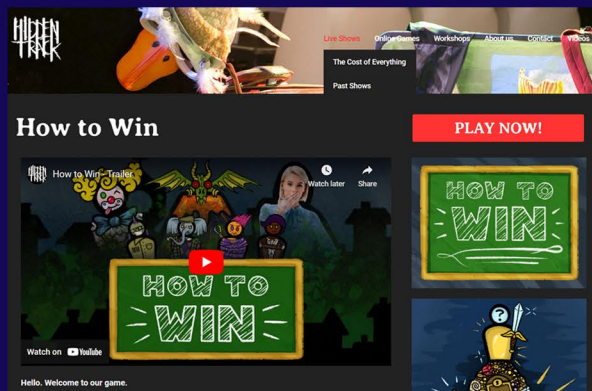 HIDDEN
TRACK
Live Shows Online Games Workshops About us Contact Videos
The Cost of Everything
Past Shows
How to Win
PLAY NOW!
HIDDEN
TRACK
How to Win - Trailer
Watch later
Share
HOW TO
WIN
Watch on YouTube
HOW TO
WIN
?
Hello. Welcome to our game.